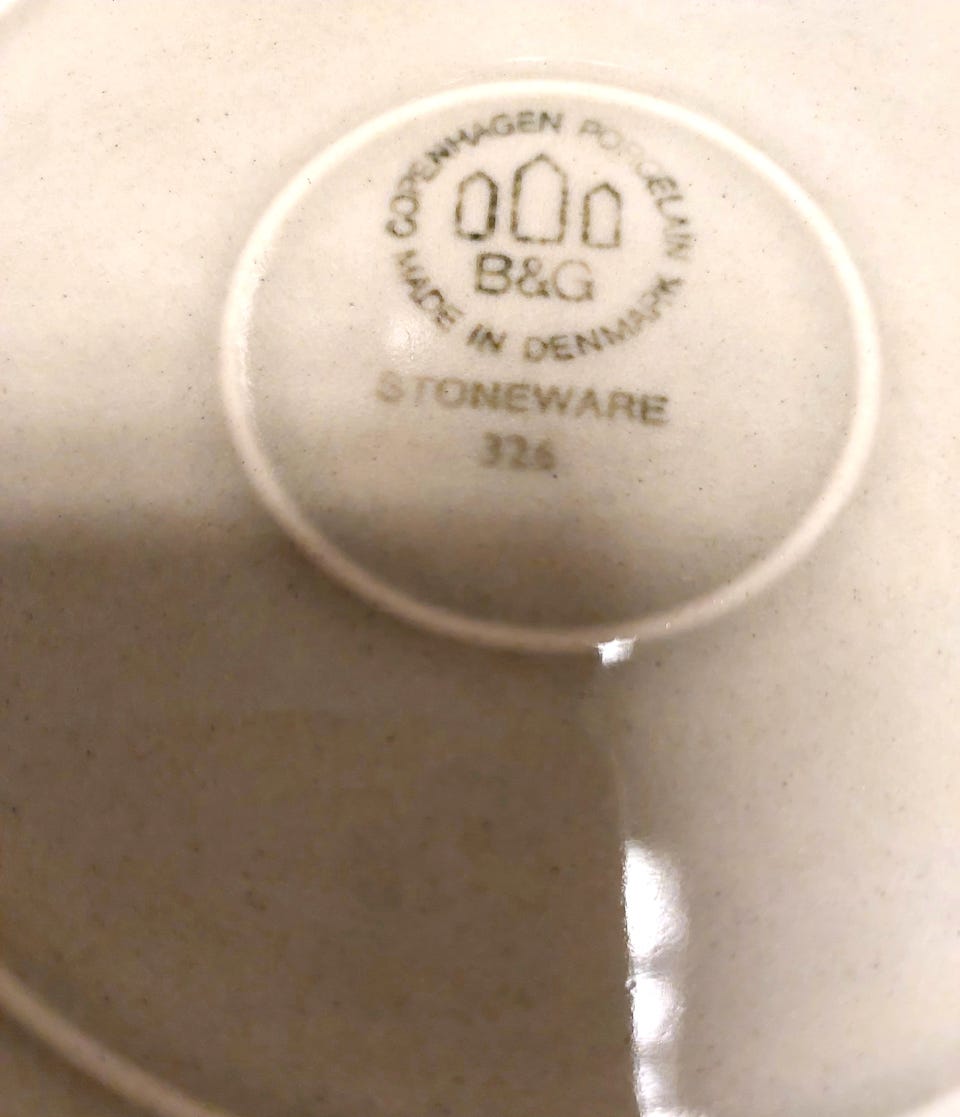 COPENHAGEN PORCELAIN
B&G
MADE IN DENMARK
STONEWARE
326